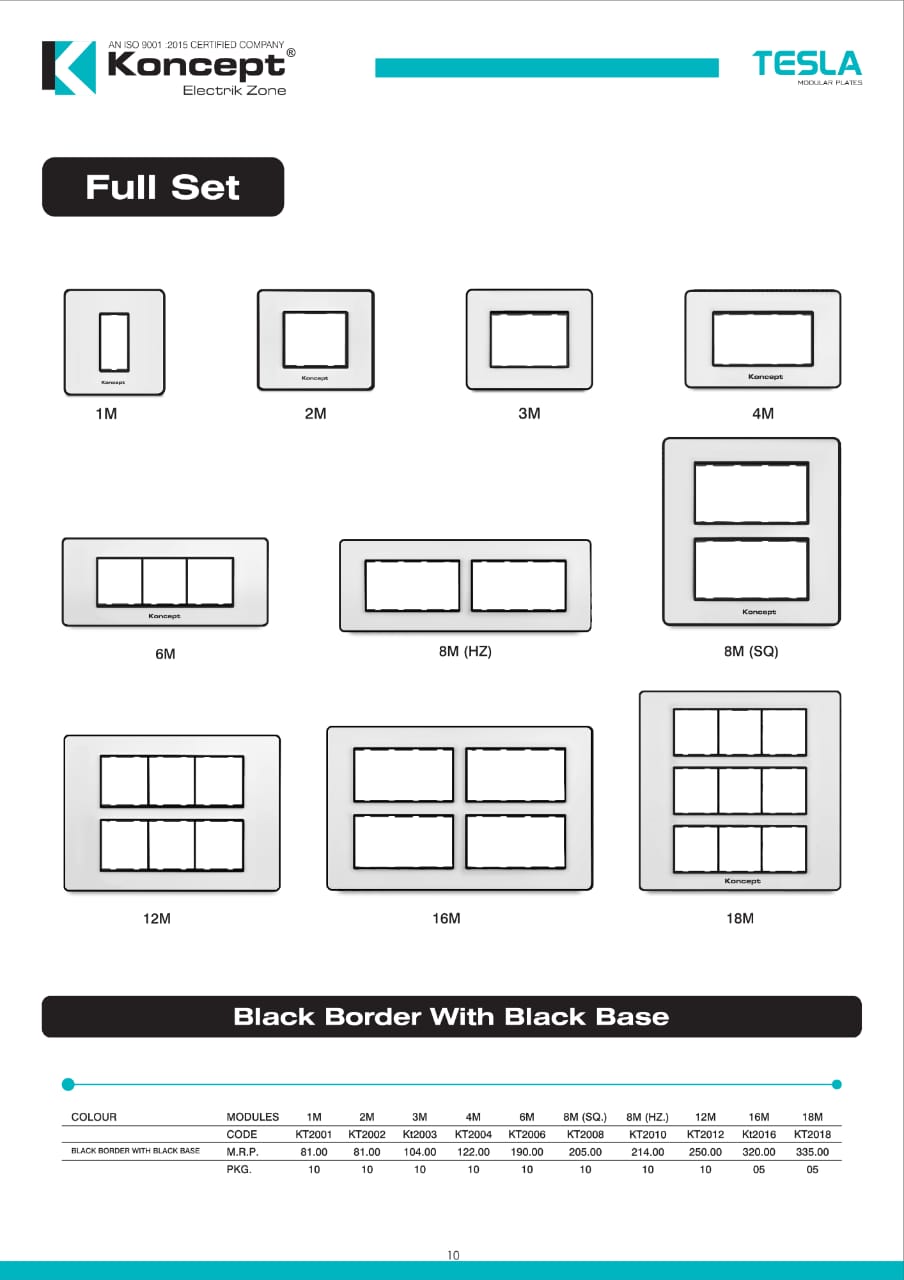 AN ISO 9001 :2015 CERTIFIED COMPANY
Koncept®
Electrik Zone
TESLA
MODULAR PLATES
Full Set
Koncept
Koncept
Koncept
1M
2M
3M
4M
Koncept
Koncept
6M
8M (HZ)
8M (SQ)
Koncept
12M
16M
18M
Black Border With Black Base
COLOUR MODULES 1M 2M 3M 4M 6M 8M (SQ.) 8M (HZ.) 12M 16M 18M
CODE KT2001 KT2002 Kt2003 KT2004 KT2006 KT2008 KT2010 KT2012 Kt2016 KT2018
BLACK BORDER WITH BLACK BASE M.R.P. 81.00 81.00 104.00 122.00 190.00 205.00 214.00 250.00 320.00 335.00
PKG. 10 10 10 10 10 10 10 10 05 05
10